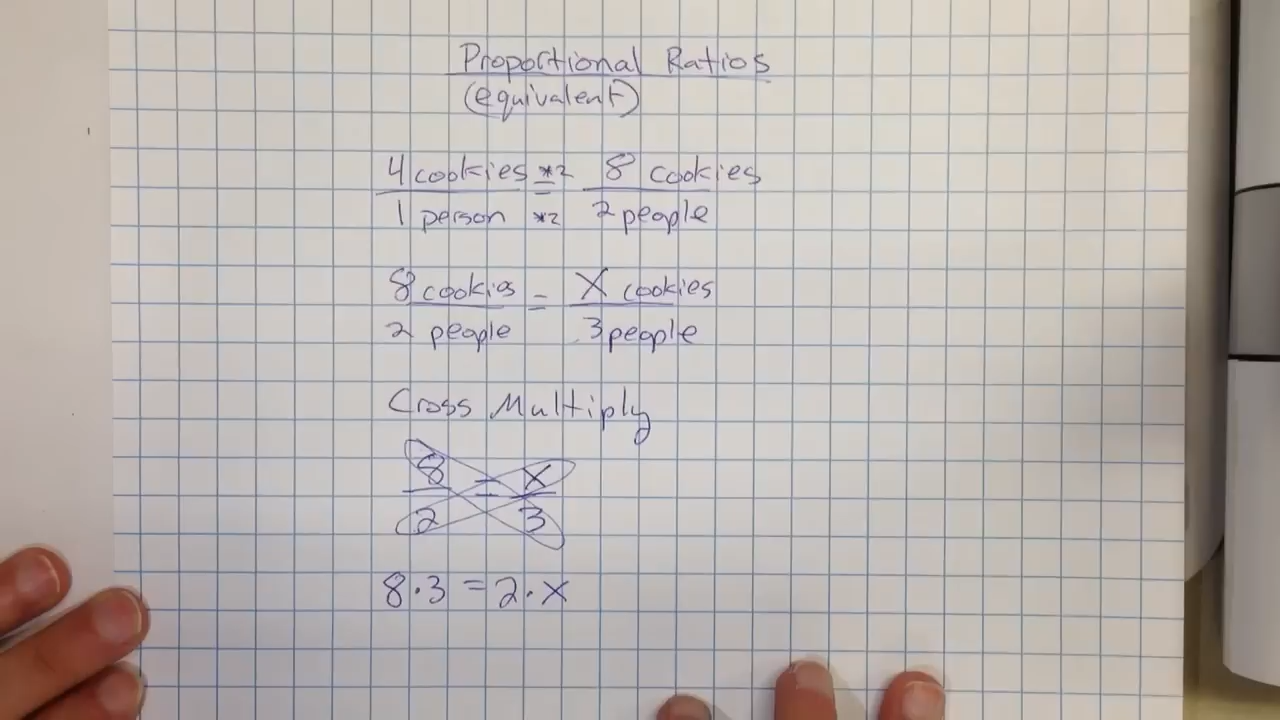 Proportional Ratios
(equivalent)
4 cookies *2 = 8 cookies
1 person *2 2 people
8 cookies = X cookies
2 people 3 people
Cross Multiply
8 = x
2 3
8·3 = 2·x